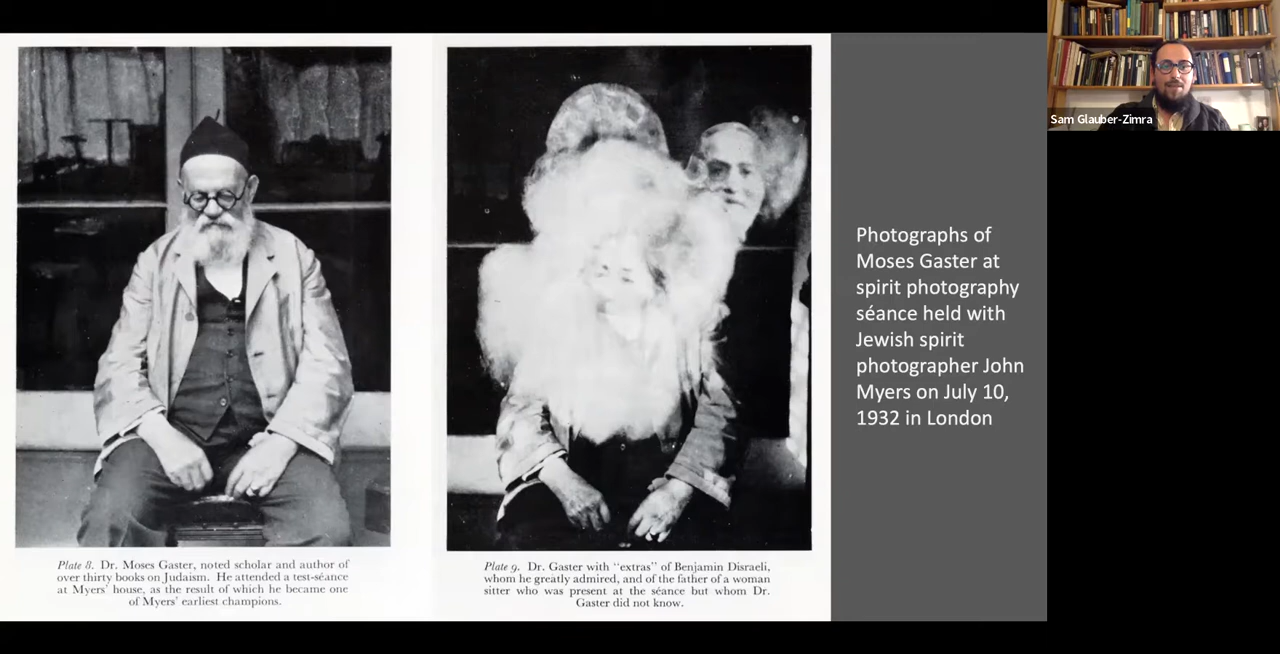 Sam Glauber-Zimra
Photographs of
Moses Gaster at
spirit photography
séance held with
Jewish spirit
photographer John
Myers on July 10,
1932 in London
Plate 8. Dr. Moses Gaster, noted scholar and author of
over thirty books on Judaism. He attended a test-séance
at Myers' house, as the result of which he became one
of Myers' earliest champions.
Plate 9. Dr. Gaster with "extras" of Benjamin Disraeli,
whom he greatly admired, and of the father of a woman
sitter who was present at the séance but whom Dr.
Gaster did not know.